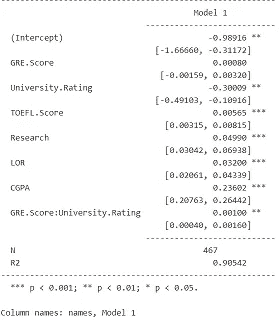 Model 1
(Intercept) -0.98916 **
[-1.66660, -0.31172]
GRE.Score 0.00080
[-0.00159, 0.00320]
University.Rating -0.30009 **
[-0.49103, -0.10916]
TOEFL.Score 0.00565 ***
[0.00315, 0.00815]
Research 0.04990 ***
[0.03042, 0.06938]
LOR 0.03200 ***
[0.02061, 0.04339]
CGPA 0.23602 ***
[0.20763, 0.26442]
GRE.Score:University.Rating 0.00100 **
[0.00040, 0.00160]
N 467
R2 0.90542
*** p < 0.001; ** p < 0.01; * p < 0.05.
Column names: names, Model 1